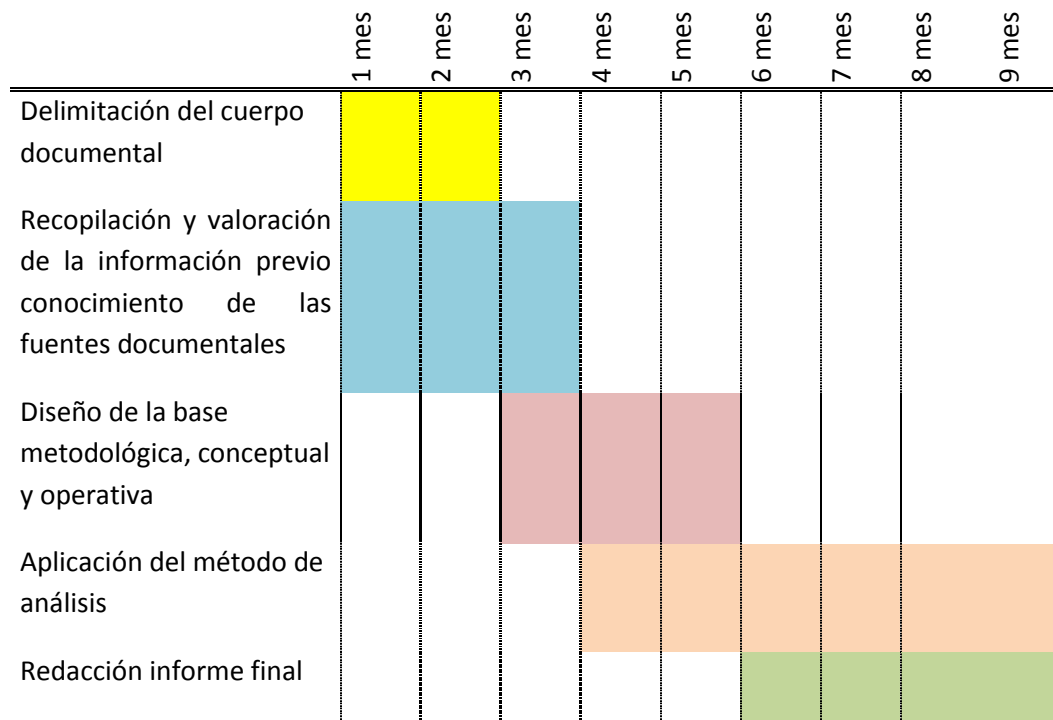 1 mes
2 mes
3 mes
4 mes
5 mes
6 mes
7 mes
8 mes
9 mes
Delimitación del cuerpo
documental
Recopilación y valoración
de la información previo
conocimiento de las
fuentes documentales
Diseño de la base
metodológica, conceptual
y operativa
Aplicación del método de
análisis
Redacción informe final